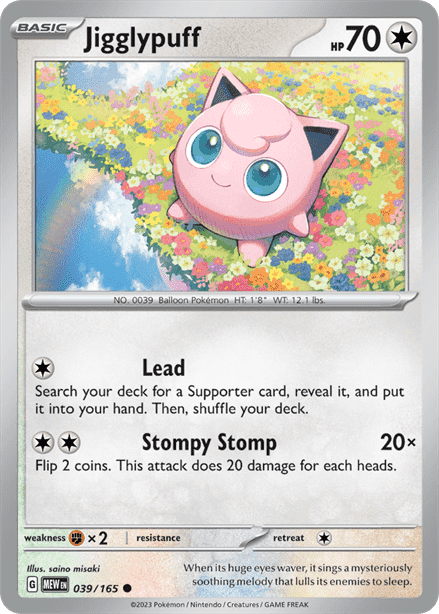 BASIC Jigglypuff HP 70
NO. 0039 Balloon Pokémon HT: 1'8" WT: 12.1 lbs.
Lead
Search your deck for a Supporter card, reveal it, and put
it into your hand. Then, shuffle your deck.
Stompy Stomp 20×
Flip 2 coins. This attack does 20 damage for each heads.
weakness ×2 resistance retreat
Illus. saino misaki
G MEW EN 039/165
When its huge eyes waver, it sings a mysteriously
soothing melody that lulls its enemies to sleep.
©2023 Pokémon / Nintendo / Creatures / GAME FREAK